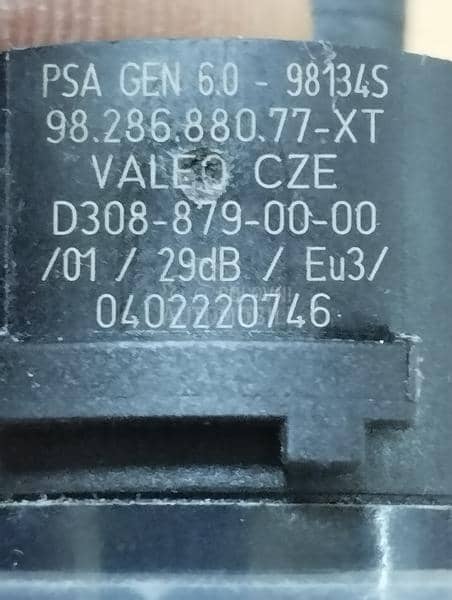 PSA GEN 6.0 - 98134S
98.286.880.77-XT
VALEO CZE
D308-879-00-00
/01 / 29dB / Eu3/
0402220746